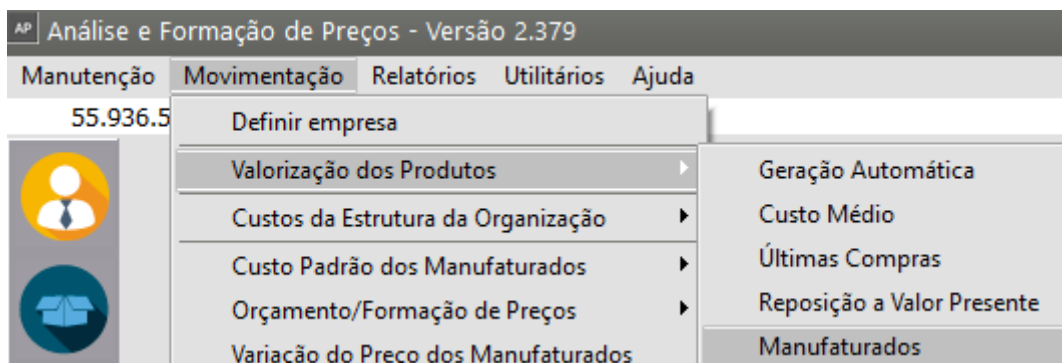 AP Análise e Formação de Preços - Versão 2.379
Manutenção Movimentação Relatórios Utilitários Ajuda
55.936.5
Definir empresa
Valorização dos Produtos
Custos da Estrutura da Organização
Custo Padrão dos Manufaturados
Orçamento/Formação de Preços
Variação do Preço dos Manufaturados
Geração Automática
Custo Médio
Últimas Compras
Reposição a Valor Presente
Manufaturados